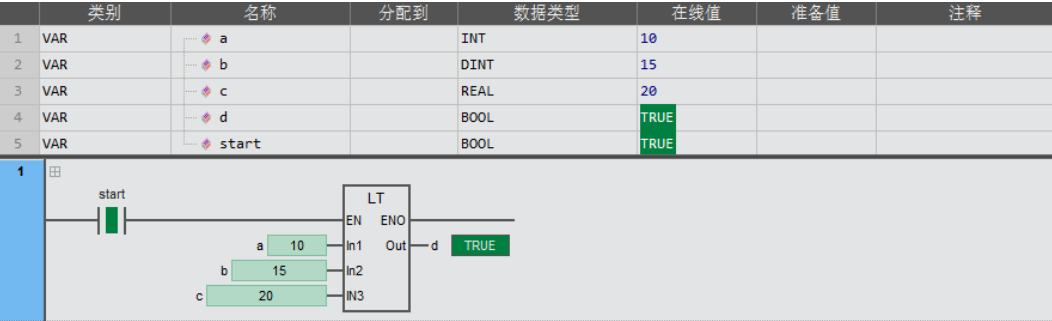 类别 名称 分配到 数据类型 在线值 准备值 注释
1 VAR a INT 10
2 VAR b DINT 15
3 VAR c REAL 20
4 VAR d BOOL TRUE
5 VAR start BOOL TRUE
1
start
LT
EN ENO
a 10 In1 Out d TRUE
b 15 In2
c 20 IN3